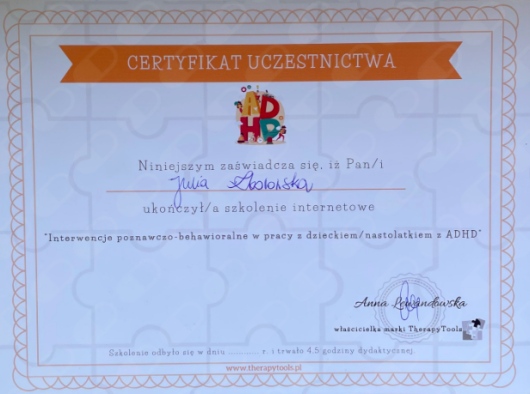 CERTYFIKAT UCZESTNICTWA
ADHD
Niniejszym zaświadcza się, iż Pan/i
Julia
ukończył/a szkolenie internetowe
"Interwencje poznawczo-behawioralne w pracy z dzieckiem/nastolatkiem z ADHD"
Anna Lewandowska
właścicielka marki TherapyTools
Szkolenie odbyło się w dniu ........... r. i trwało 4.5 godziny dydaktycznej.
www.therapytools.pl